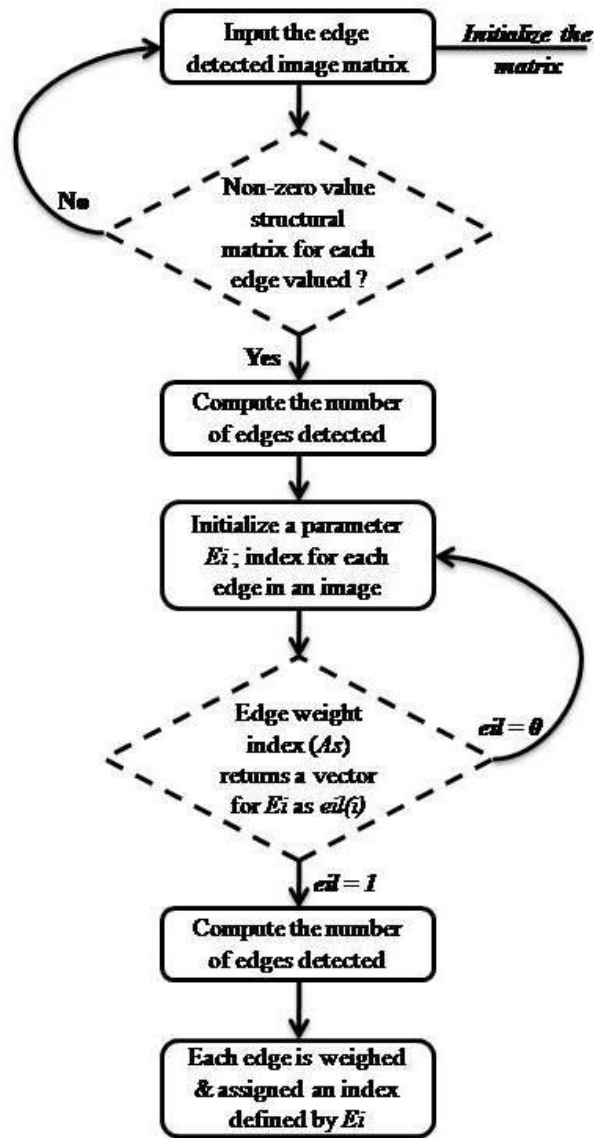 Input the edge
detected image matrix
Initialize the
matrix
No
Non-zero value
structural
matrix for each
edge valued ?
Yes
Compute the number
of edges detected
Initialize a parameter
Ei ; index for each
edge in an image
Edge weight
index (As)
returns a vector
for Ei as eil(i)
eil = 0
eil = 1
Compute the number
of edges detected
Each edge is weighed
& assigned an index
defined by Ei